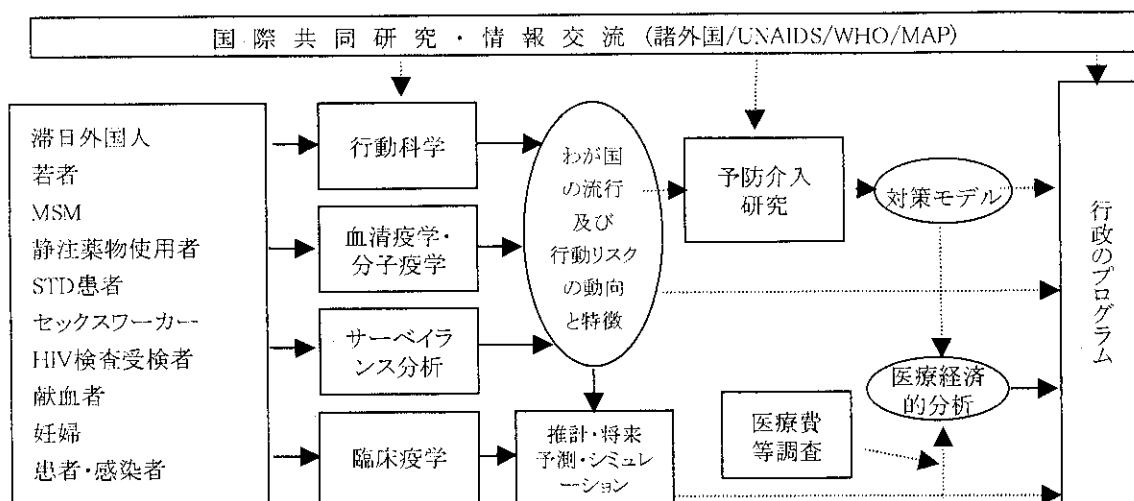 国際共同研究・情報交流（諸外国/UNAIDS/WHO/MAP）
滞日外国人
若者
MSM
静注薬物使用者
STD患者
セックスワーカー
HIV検査受検者
献血者
妊婦
患者・感染者
行動科学
血清疫学・
分子疫学
サーベイラ
ンス分析
臨床疫学
わが国
の流行
及び
行動リスク
の動向
と特徴
推計・将来
予測・シミュレ
ーション
予防介入
研究
対策モデル
医療費
等調査
医療経済
的分析
行政のプログラム